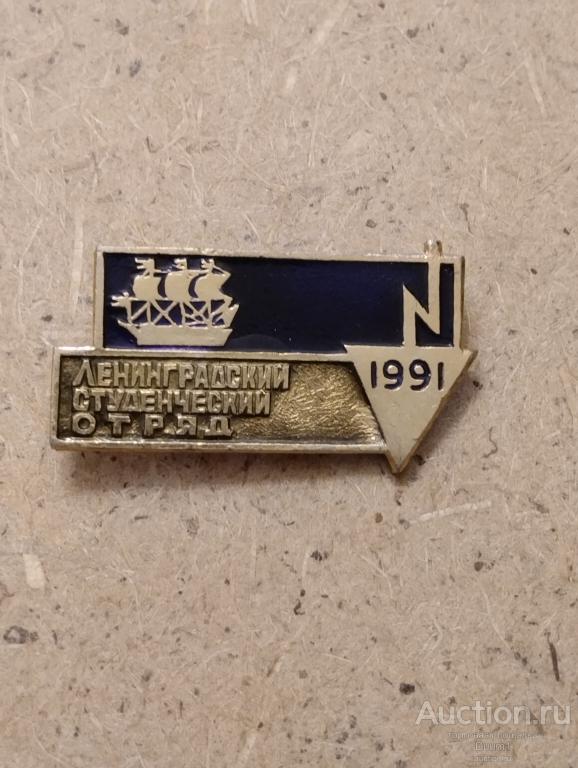 N
1991
ЛЕНИНГРАДСКИЙ
СТУДЕНЧЕСКИЙ
ОТРЯД
Auction.ru